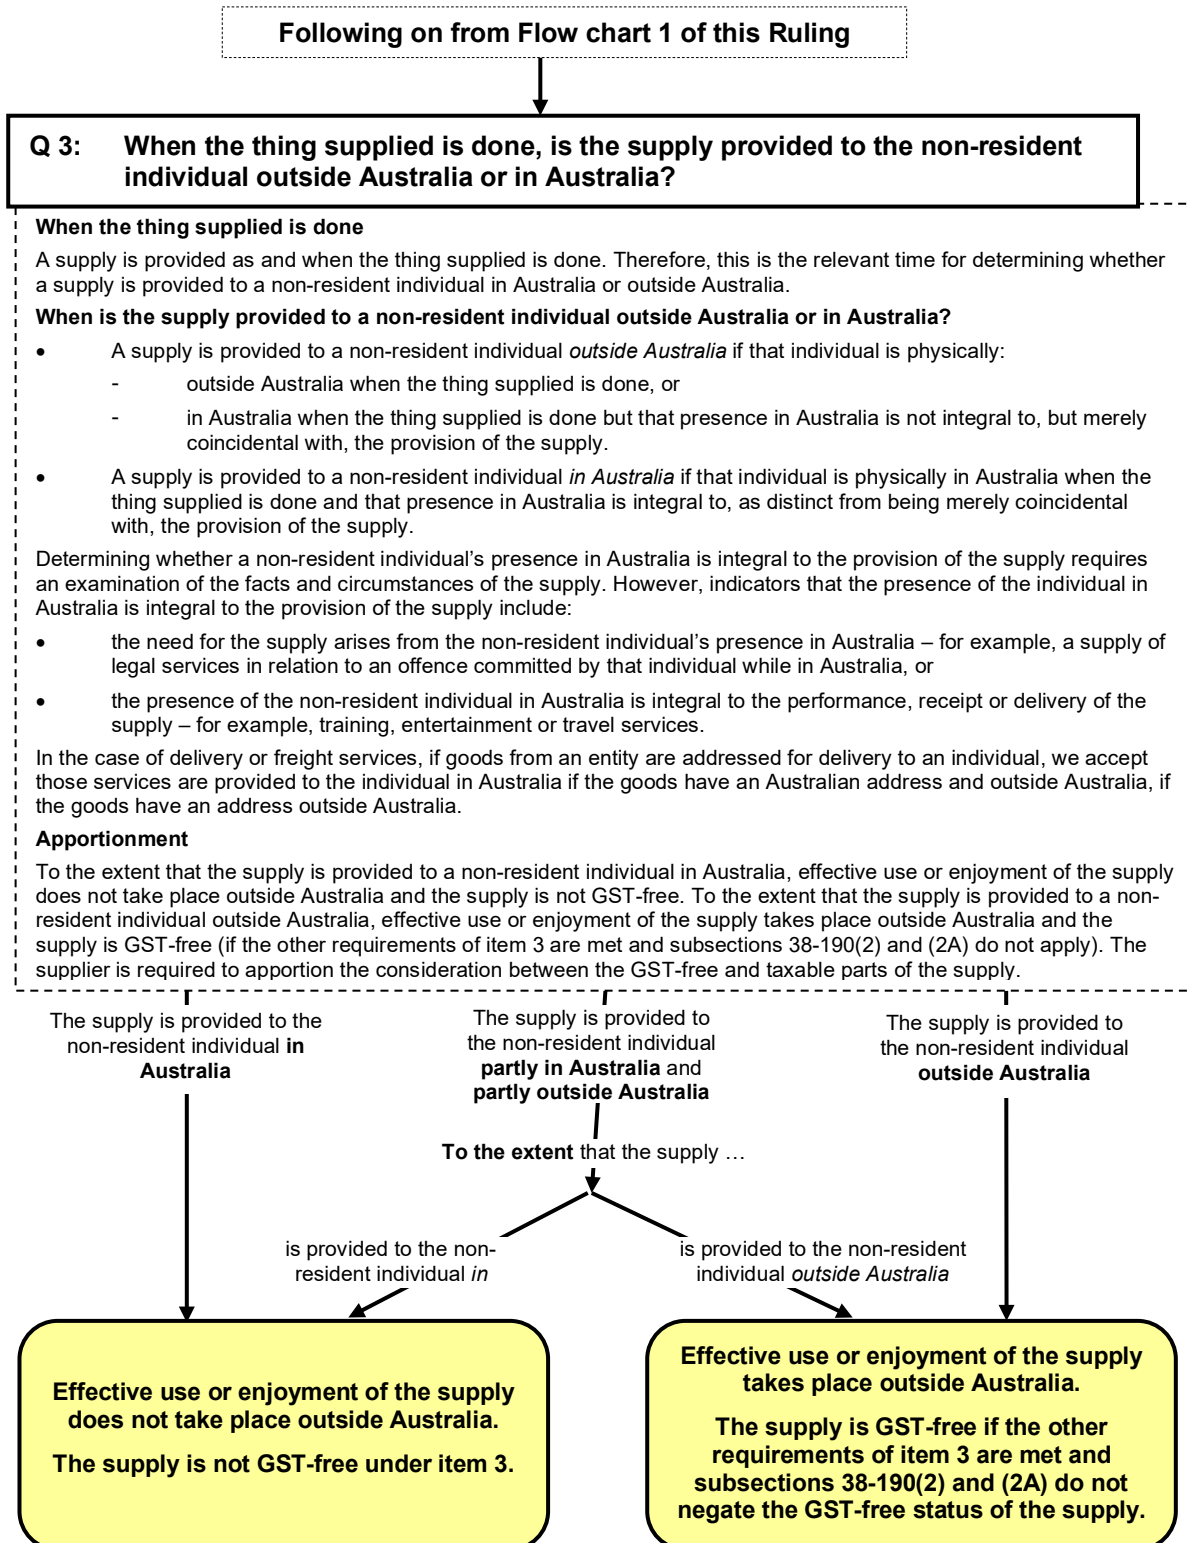 Following on from Flow chart 1 of this Ruling
Q 3: When the thing supplied is done, is the supply provided to the non-resident
individual outside Australia or in Australia?
When the thing supplied is done
A supply is provided as and when the thing supplied is done. Therefore, this is the relevant time for determining whether
a supply is provided to a non-resident individual in Australia or outside Australia.
When is the supply provided to a non-resident individual outside Australia or in Australia?
• A supply is provided to a non-resident individual outside Australia if that individual is physically:
- outside Australia when the thing supplied is done, or
- in Australia when the thing supplied is done but that presence in Australia is not integral to, but merely
coincidental with, the provision of the supply.
• A supply is provided to a non-resident individual in Australia if that individual is physically in Australia when the
thing supplied is done and that presence in Australia is integral to, as distinct from being merely coincidental
with, the provision of the supply.
Determining whether a non-resident individual's presence in Australia is integral to the provision of the supply requires
an examination of the facts and circumstances of the supply. However, indicators that the presence of the individual in
Australia is integral to the provision of the supply include:
• the need for the supply arises from the non-resident individual's presence in Australia – for example, a supply of
legal services in relation to an offence committed by that individual while in Australia, or
• the presence of the non-resident individual in Australia is integral to the performance, receipt or delivery of the
supply – for example, training, entertainment or travel services.
In the case of delivery or freight services, if goods from an entity are addressed for delivery to an individual, we accept
those services are provided to the individual in Australia if the goods have an Australian address and outside Australia, if
the goods have an address outside Australia.
Apportionment
To the extent that the supply is provided to a non-resident individual in Australia, effective use or enjoyment of the supply
does not take place outside Australia and the supply is not GST-free. To the extent that the supply is provided to a non-
resident individual outside Australia, effective use or enjoyment of the supply takes place outside Australia and the
supply is GST-free (if the other requirements of item 3 are met and subsections 38-190(2) and (2A) do not apply). The
supplier is required to apportion the consideration between the GST-free and taxable parts of the supply.
The supply is provided to the
non-resident individual in
Australia
The supply is provided to
the non-resident individual
partly in Australia and
partly outside Australia
The supply is provided to
the non-resident individual
outside Australia
To the extent that the supply …
is provided to the non-
resident individual in
is provided to the non-resident
individual outside Australia
Effective use or enjoyment of the supply
does not take place outside Australia.
The supply is not GST-free under item 3.
Effective use or enjoyment of the supply
takes place outside Australia.
The supply is GST-free if the other
requirements of item 3 are met and
subsections 38-190(2) and (2A) do not
negate the GST-free status of the supply.